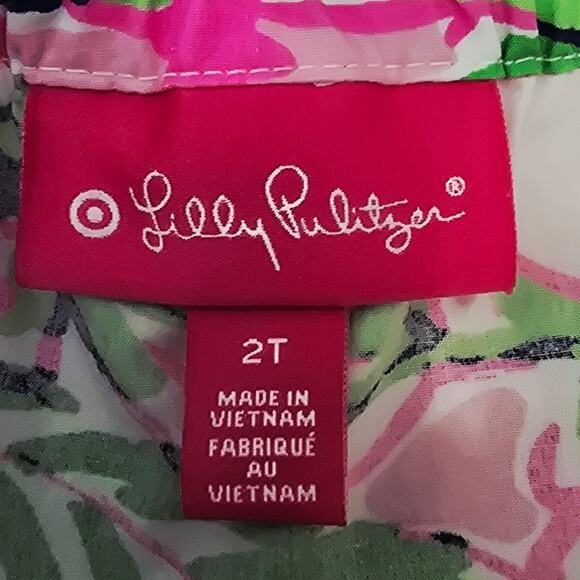 Lilly Pulitzer®
2T
MADE IN
VIETNAM
FABRIQUÉ
AU
VIETNAM